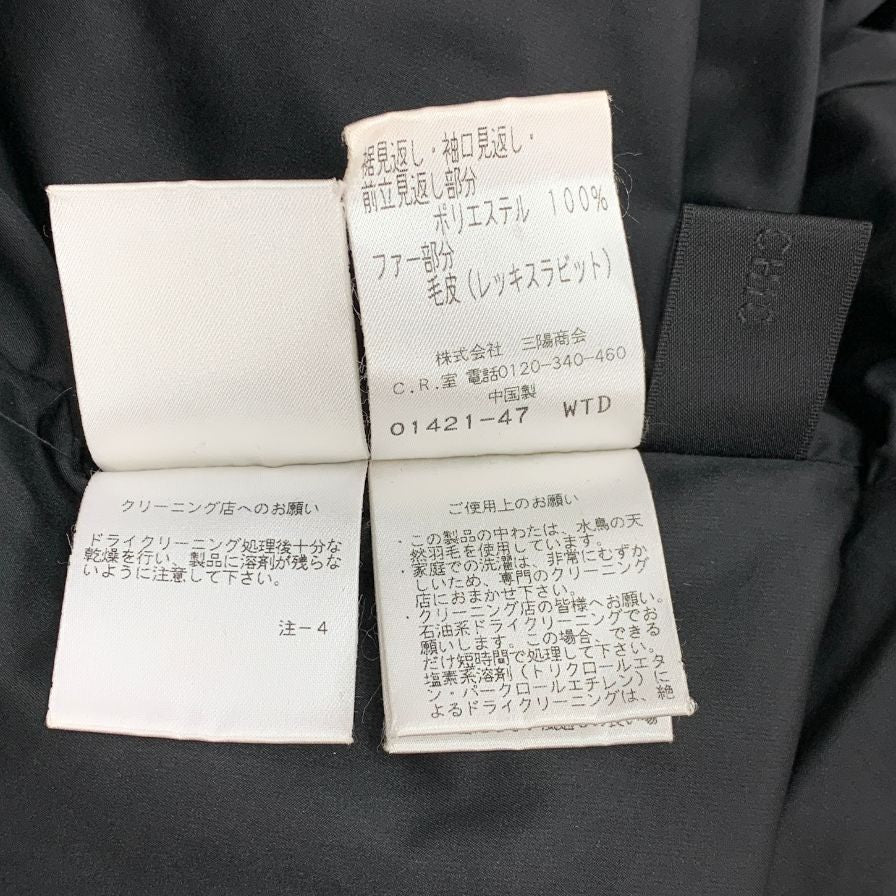 裾見返し・袖口見返し・
前立見返し部分
ポリエステル 100%
ファー部分
毛皮(レッキスラビット)
株式会社 三陽商会
C.R.室 電話0120-340-460
中国製
01421-47 WTD
クリーニング店へのお願い
ドライクリーニング処理後十分な
乾燥を行い、製品に溶剤が残らな
いように注意して下さい。
注-4
ご使用上のお願い
・この製品の中わたは、水鳥の天
然羽毛を使用しています。
・家庭での洗濯は、非常にむずか
しいため、専門のクリーニング
店におまかせ下さい。
・クリーニング店の皆様へお願い。
石油系ドライクリーニングでお
願いします。この場合、できる
だけ短時間で処理して下さい。
塩素系溶剤(トリクロールエタ
ン・パークロールエチレン)に
よるドライクリーニングは、絶